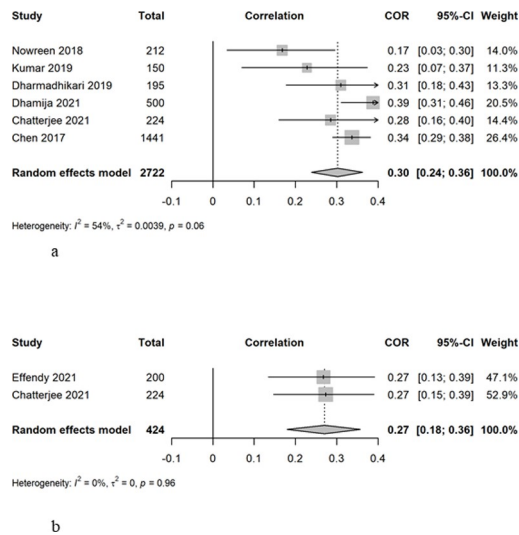 Study Total Correlation COR 95%-CI Weight
Nowreen 2018 212 0.17 [0.03; 0.30] 14.0%
Kumar 2019 150 0.23 [0.07; 0.37] 11.3%
Dharmadhikari 2019 195 0.31 [0.18; 0.43] 13.3%
Dhamija 2021 500 0.39 [0.31; 0.46] 20.5%
Chatterjee 2021 224 0.28 [0.16; 0.40] 14.4%
Chen 2017 1441 0.34 [0.29; 0.38] 26.4%
Random effects model 2722 0.30 [0.24; 0.36] 100.0%
-0.1 0 0.1 0.2 0.3 0.4
Heterogeneity: I² = 54%, τ² = 0.0039, p = 0.06
a
Study Total Correlation COR 95%-CI Weight
Effendy 2021 200 0.27 [0.13; 0.39] 47.1%
Chatterjee 2021 224 0.27 [0.15; 0.39] 52.9%
Random effects model 424 0.27 [0.18; 0.36] 100.0%
-0.1 0 0.1 0.2 0.3 0.4
Heterogeneity: I² = 0%, τ² = 0, p = 0.96
b